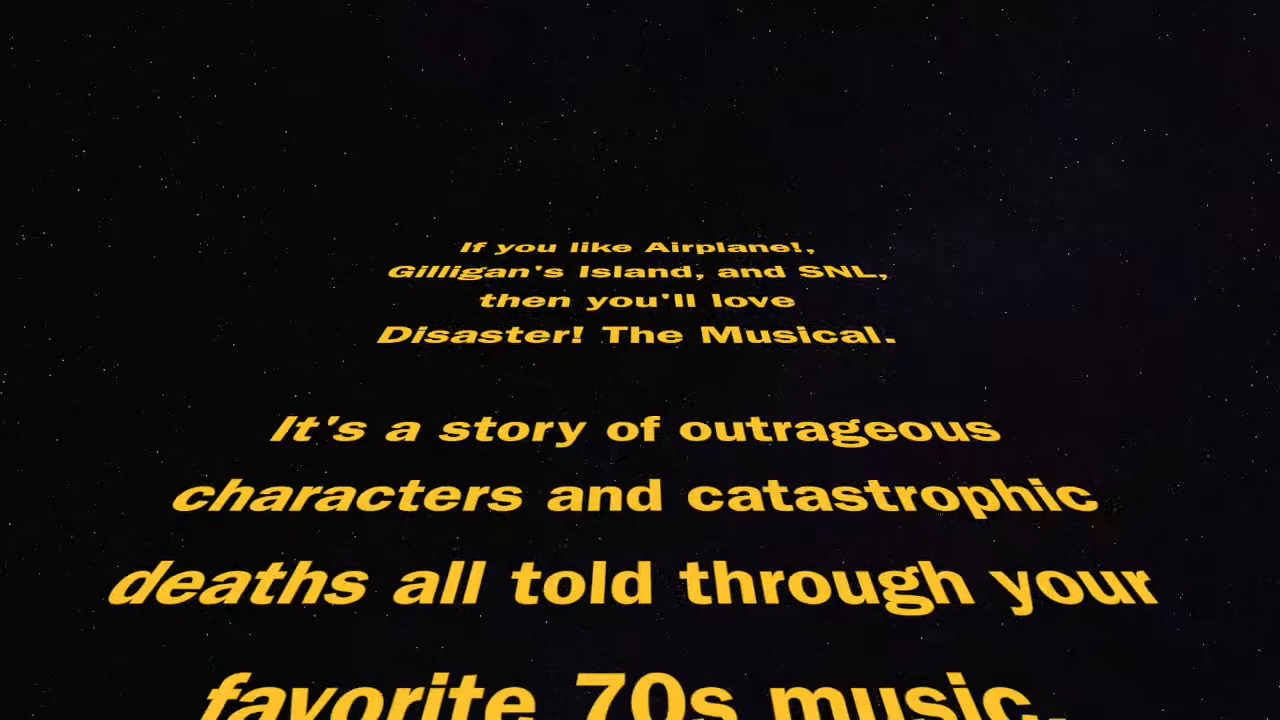 If you like Airplane!,
Gilligan's Island, and SNL,
then you'll love
Disaster! The Musical.
It's a story of outrageous
characters and catastrophic
deaths all told through your
favorite 70s music.